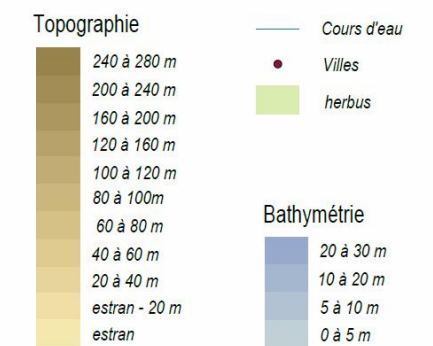 Topographie
240 à 280 m
200 à 240 m
160 à 200 m
120 à 160 m
100 à 120 m
80 à 100m
60 à 80 m
40 à 60 m
20 à 40 m
estran - 20 m
estran
Cours d'eau
Villes
herbus
Bathymétrie
20 à 30 m
10 à 20 m
5 à 10 m
0 à 5 m